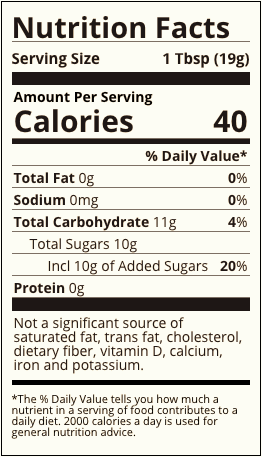 Nutrition Facts
Serving Size 1 Tbsp (19g)
Amount Per Serving
Calories 40
% Daily Value*
Total Fat 0g 0%
Sodium 0mg 0%
Total Carbohydrate 11g 4%
Total Sugars 10g
Incl 10g of Added Sugars 20%
Protein 0g
Not a significant source of
saturated fat, trans fat, cholesterol,
dietary fiber, vitamin D, calcium,
iron and potassium.
*The % Daily Value tells you how much a
nutrient in a serving of food contributes to a
daily diet. 2000 calories a day is used for
general nutrition advice.